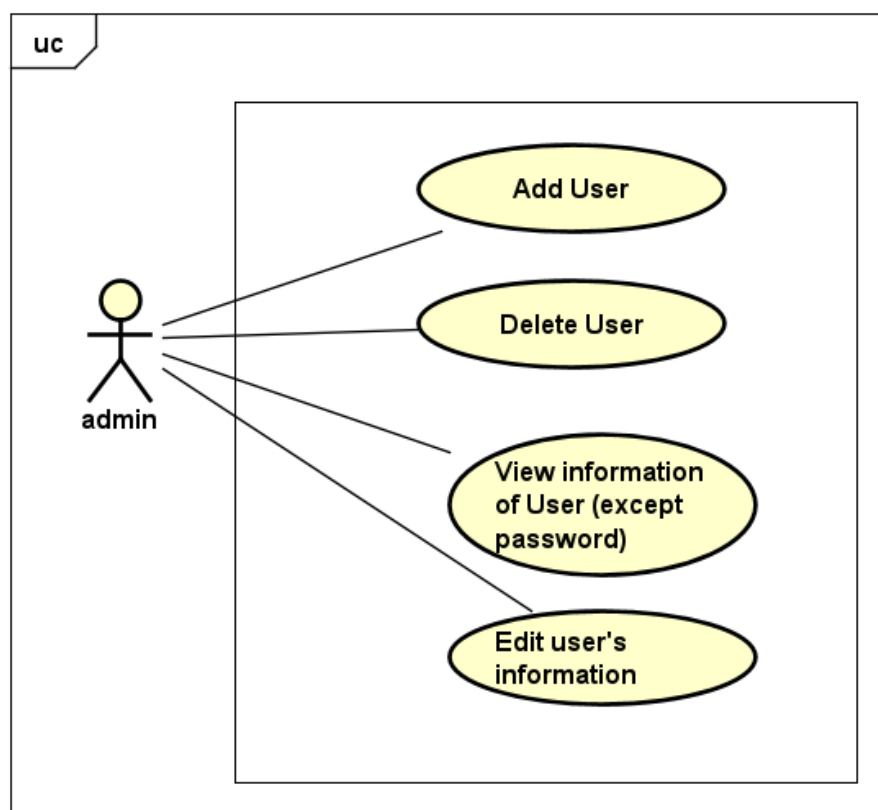 uc
Add User
Delete User
admin
View information
of User (except
password)
Edit user's
information